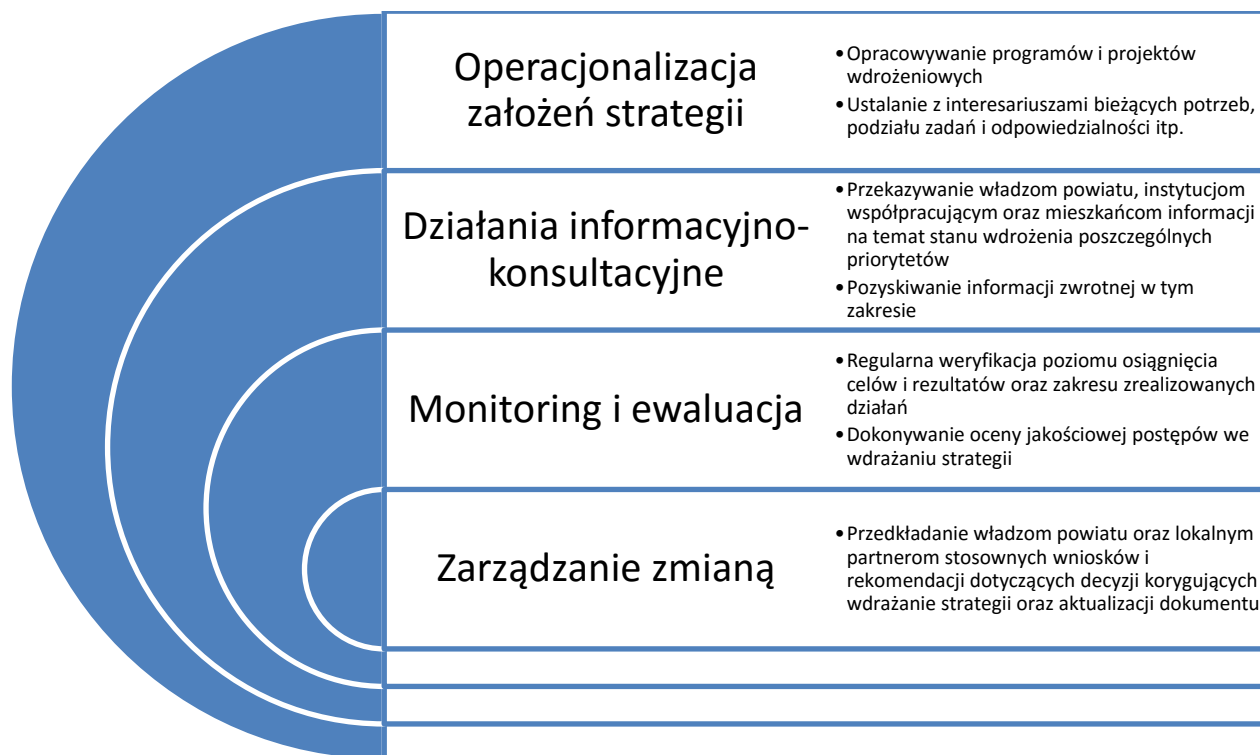 Operacjonalizacja
założeń strategii
•Opracowywanie programów i projektów
wdrożeniowych
•Ustalanie z interesariuszami bieżących potrzeb,
podziału zadań i odpowiedzialności itp.
Działania informacyjno-
konsultacyjne
•Przekazywanie władzom powiatu, instytucjom
współpracującym oraz mieszkańcom informacji
na temat stanu wdrożenia poszczególnych
priorytetów
•Pozyskiwanie informacji zwrotnej w tym
zakresie
Monitoring i ewaluacja
•Regularna weryfikacja poziomu osiągnięcia
celów i rezultatów oraz zakresu zrealizowanych
działań
•Dokonywanie oceny jakościowej postępów we
wdrażaniu strategii
Zarządzanie zmianą
•Przedkładanie władzom powiatu oraz lokalnym
partnerom stosownych wniosków i
rekomendacji dotyczących decyzji korygujących
wdrażanie strategii oraz aktualizacji dokumentu